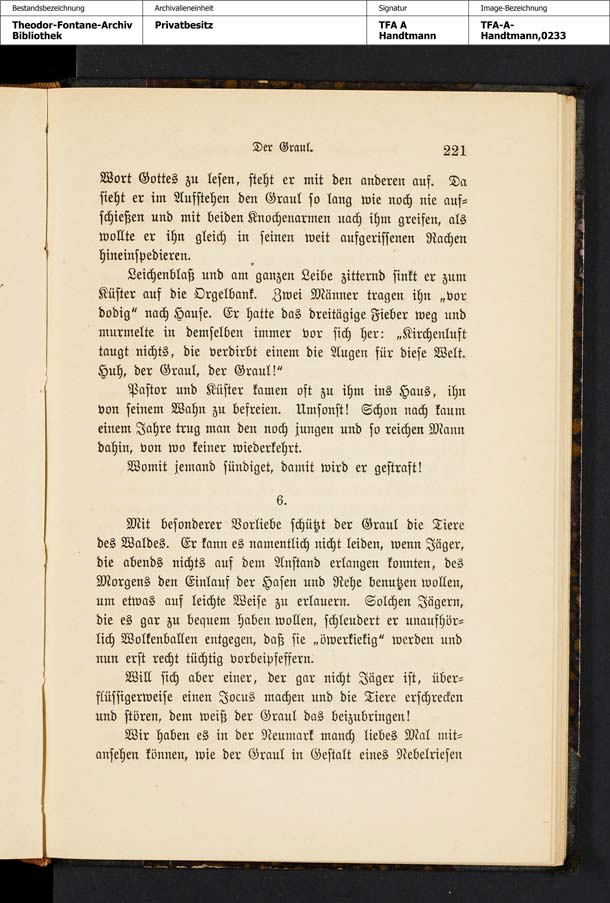 Bestandsbezeichnung
Theodor-Fontane-Archiv
Bibliothek
Archivalieneinheit
Privatbesitz
Signatur
TFA A
Handtmann
Image-Bezeichnung
TFA-A-
Handtmann,0233
Der Graul. 221
Wort Gottes zu lesen, steht er mit den anderen auf. Da
sieht er im Aufstehen den Graul so lang wie noch nie auf-
schießen und mit beiden Knochenarmen uach ihm greifen, als
wollte er ihn gleich in seinen weit aufgerissenen Rachen
hineinspedieren.
Leichenblaß und am ganzen Leibe zitternd sinkt er zum
Küster auf die Orgelbank. Zwei Männer tragen ihn „vor
dodig“ nach Hause. Er hatte das dreitägige Fieber weg und
murmelte in demselben immer vor sich her: „Kirchenluft
taugt nichts, die verdirbt einem die Augen für diese Welt.
Huh, der Graul, der Graul!“
Pastor und Küster kamen oft zu ihm ins Haus, ihn
von seinem Wahn zu befreien. Umsonst! Schon nach kaum
einem Jahre trug man den noch jungen und so reichen Mann
dahin, von wo keiner wiederkehrt.
Womit jemand sündiget, damit wird er gestraft!
6.
Mit besonderer Vorliebe schützt der Graul die Tiere
des Waldes. Er kann es namentlich nicht leiden, wenn Jäger,
die abends nichts auf dem Anstand erlangen konnten, des
Morgens den Einlauf der Hasen und Rehe benutzen wollen,
um etwas auf leichte Weise zu erlauern. Solchen Jägern,
die es gar zu bequem haben wollen, schleudert er unaufhör-
lich Wolkenballen entgegen, daß sie „öwerkiekig“ werden und
nun erst recht tüchtig vorbeipfeffern.
Will sich aber einer, der gar nicht Jäger ist, über-
flüssigerweise einen Jocus machen und die Tiere erschrecken
und stören, dem weiß der Graul das beizubringen!
Wir haben es in der Neumark manch liebes Mal mit-
ansehen können, wie der Graul in Gestalt eines Nebelriesen